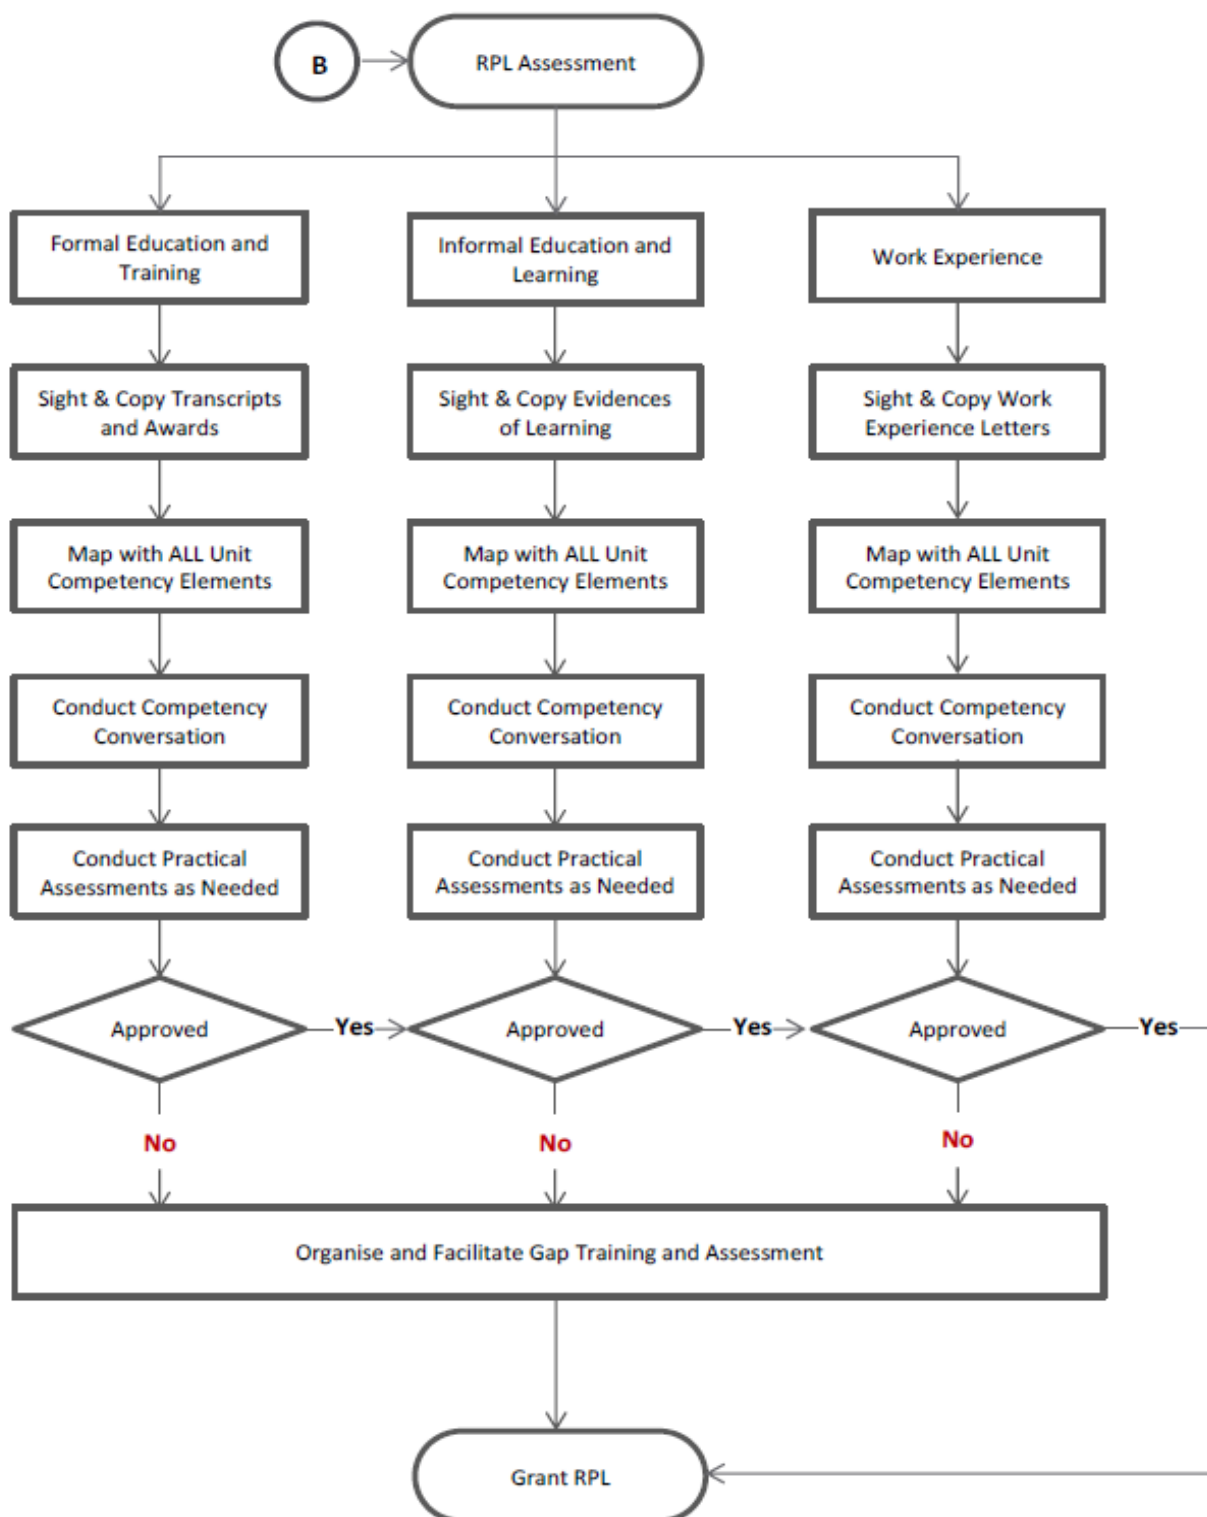 B
RPL Assessment
Formal Education and
Training
Informal Education and
Learning
Work Experience
Sight & Copy Transcripts
and Awards
Sight & Copy Evidences
of Learning
Sight & Copy Work
Experience Letters
Map with ALL Unit
Competency Elements
Map with ALL Unit
Competency Elements
Map with ALL Unit
Competency Elements
Conduct Competency
Conversation
Conduct Competency
Conversation
Conduct Competency
Conversation
Conduct Practical
Assessments as Needed
Conduct Practical
Assessments as Needed
Conduct Practical
Assessments as Needed
Approved
Yes
Approved
Yes
Approved
Yes
No
No
No
Organise and Facilitate Gap Training and Assessment
Grant RPL